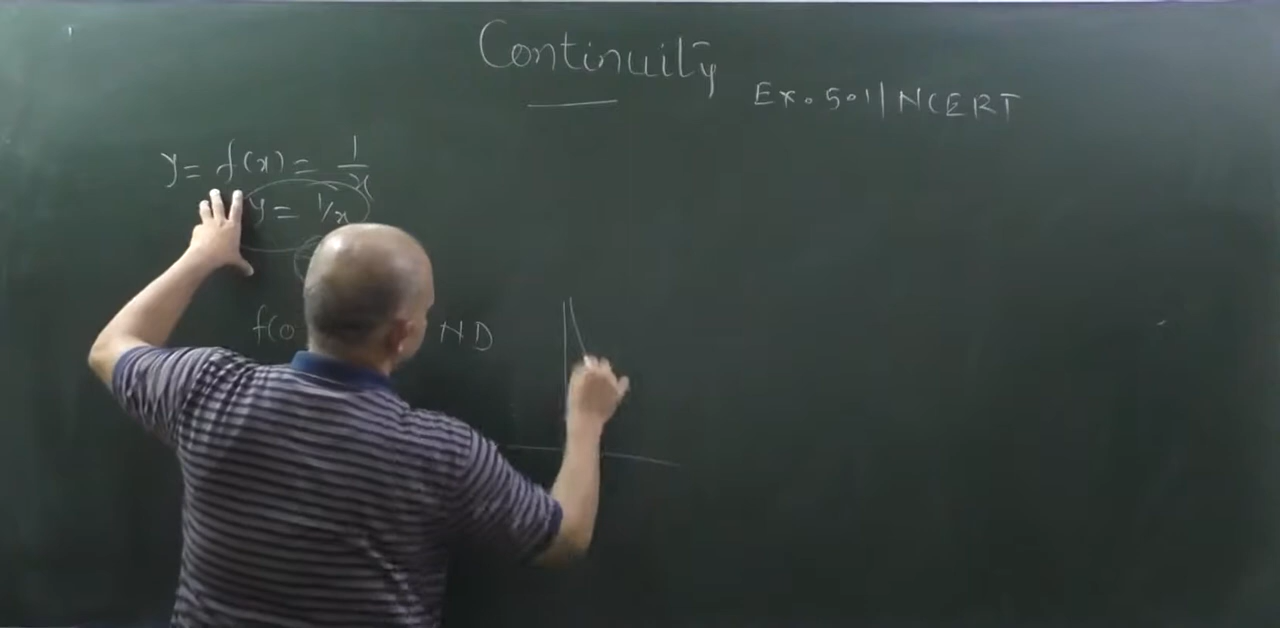 Continuity
Ex. 5.1 | NCERT
y = f(x) = 1/x
y = 1/x
f(0 ND